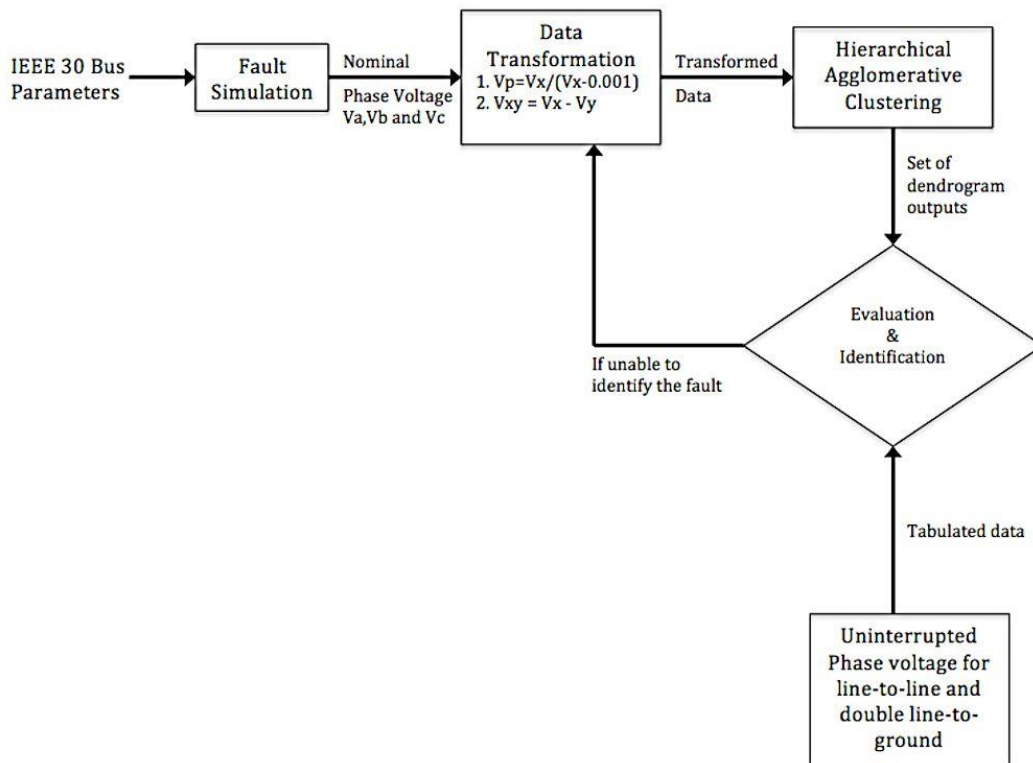 IEEE 30 Bus
Parameters
Fault
Simulation
Nominal
Phase Voltage
Va,Vb and Vc
Data
Transformation
1. Vp=Vx/(Vx-0.001)
2. Vxy = Vx - Vy
Transformed
Data
Hierarchical
Agglomerative
Clustering
Set of
dendrogram
outputs
Evaluation
&
Identification
If unable to
identify the fault
Tabulated data
Uninterrupted
Phase voltage for
line-to-line and
double line-to-
ground